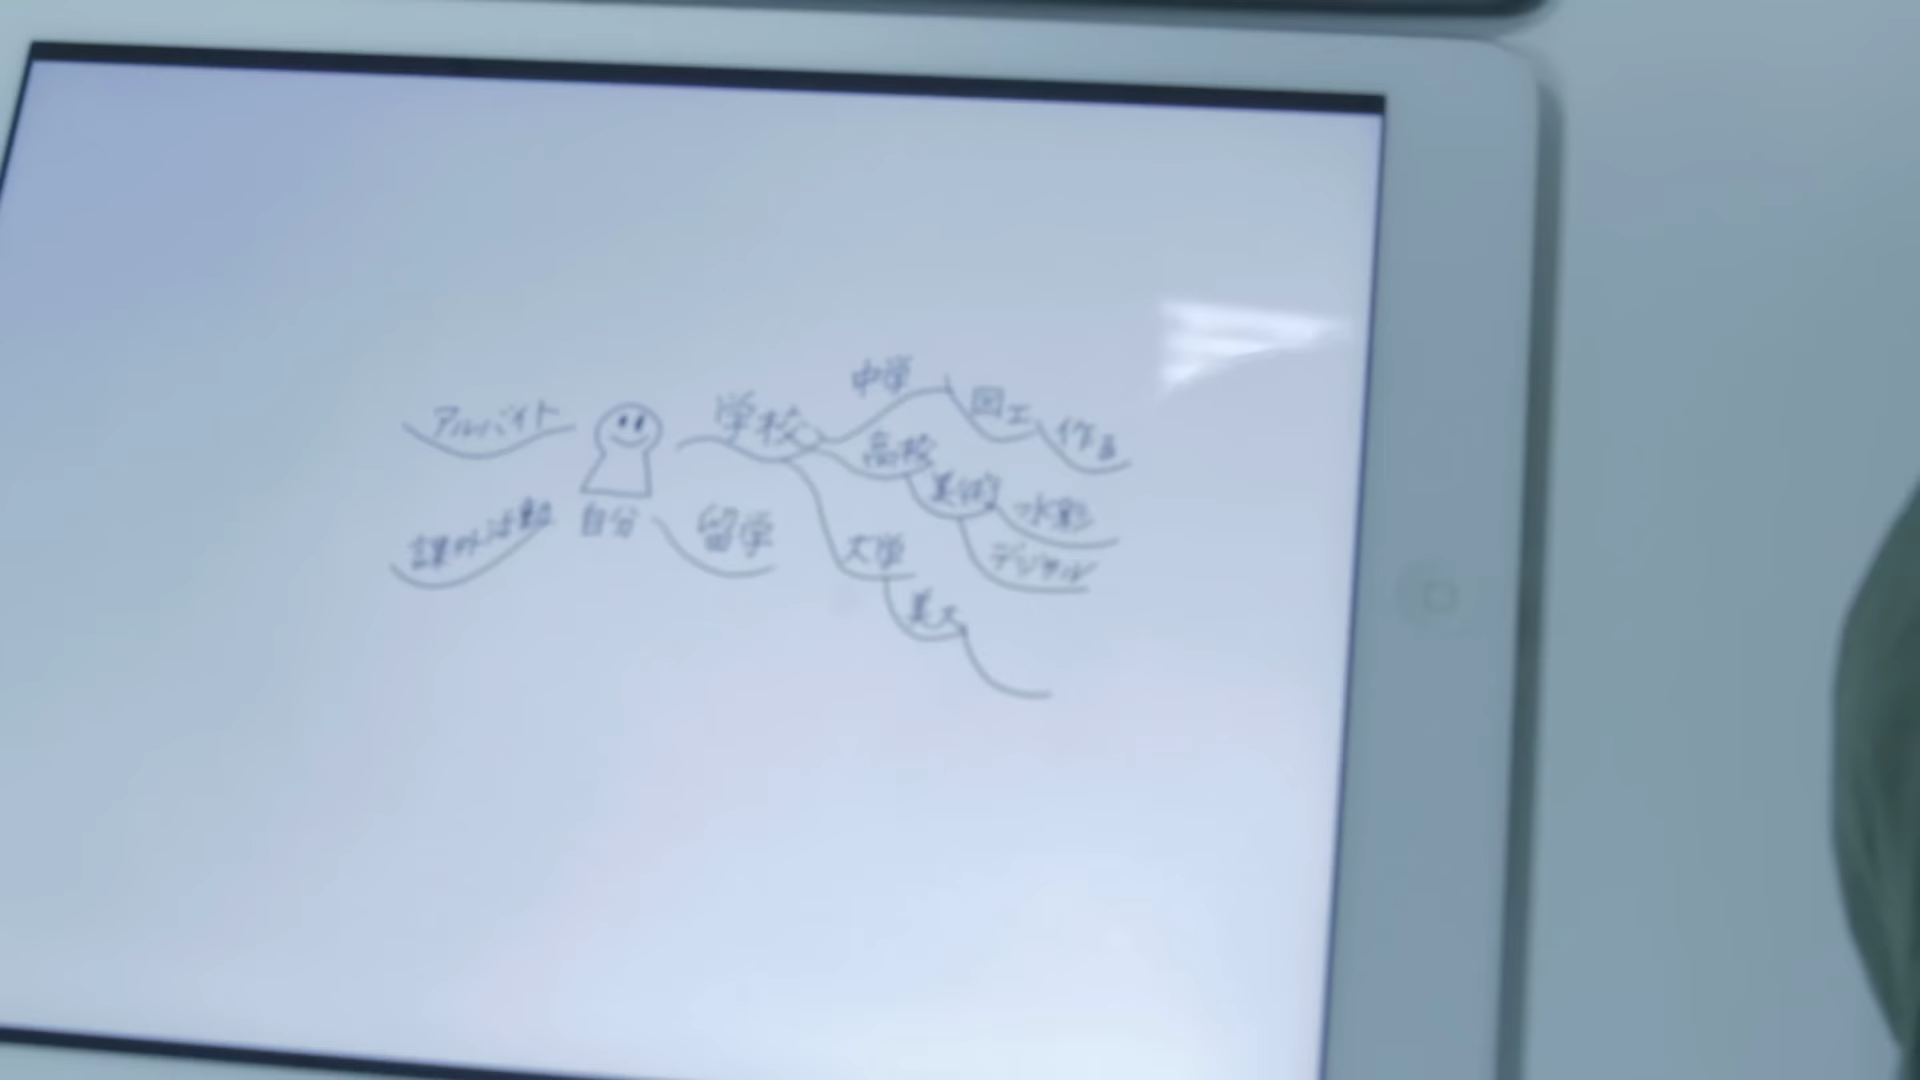 アルバイト
課外活動
自分
学校
中学
図工
作る
高校
美術
水彩
デジタル
大学
美大
留学